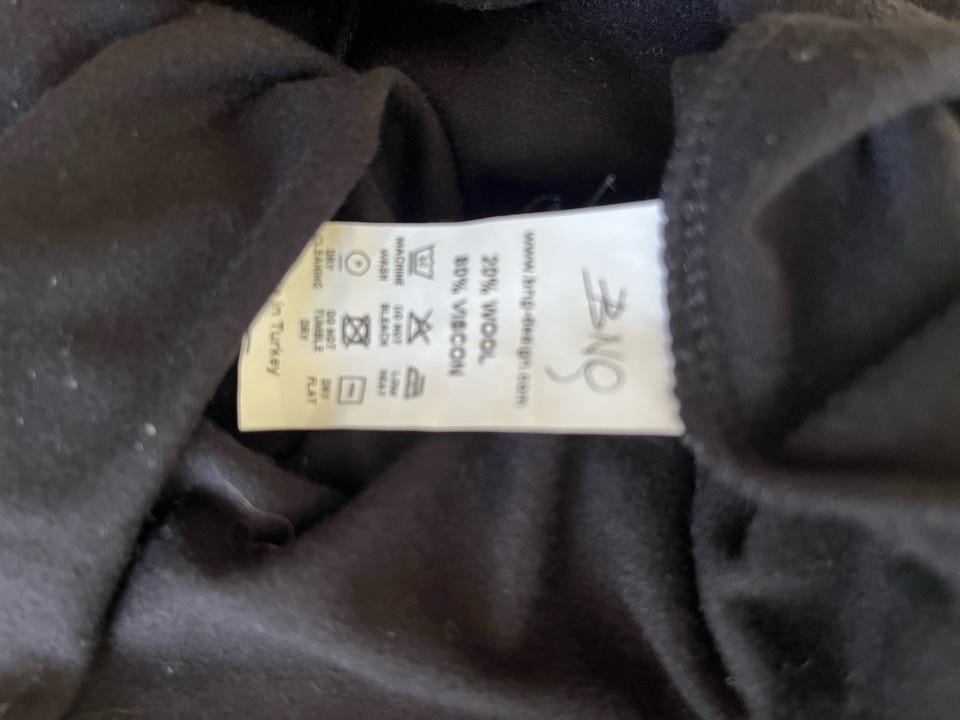 BNG
www.bng-design.com
20% WOOL
80% VISCON
MACHINE DO NOT LOW
WASH BLEACH HEAT
DRY DO NOT DRY
CLEANING TUMBLE FLAT
DRY
in Turkey